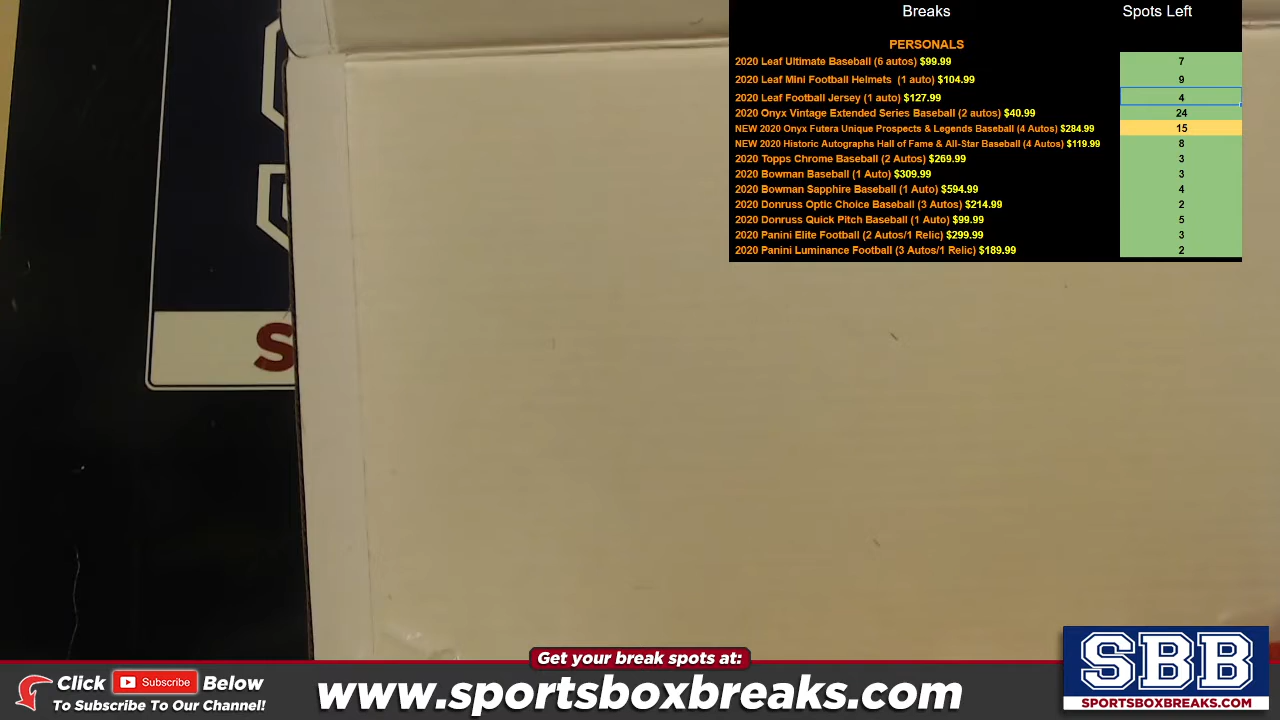 Breaks Spots Left
PERSONALS
2020 Leaf Ultimate Baseball (6 autos) $99.99 7
2020 Leaf Mini Football Helmets (1 auto) $104.99 9
2020 Leaf Football Jersey (1 auto) $127.99 4
2020 Onyx Vintage Extended Series Baseball (2 autos) $40.99 24
NEW 2020 Onyx Futera Unique Prospects & Legends Baseball (4 Autos) $284.99 15
NEW 2020 Historic Autographs Hall of Fame & All-Star Baseball (4 Autos) $119.99 8
2020 Topps Chrome Baseball (2 Autos) $269.99 3
2020 Bowman Baseball (1 Auto) $309.99 3
2020 Bowman Sapphire Baseball (1 Auto) $594.99 4
2020 Donruss Optic Choice Baseball (3 Autos) $214.99 2
2020 Donruss Quick Pitch Baseball (1 Auto) $99.99 5
2020 Panini Elite Football (2 Autos/1 Relic) $299.99 3
2020 Panini Luminance Football (3 Autos/1 Relic) $189.99 2
S
Get your break spots at:
Click Subscribe Below
To Subscribe To Our Channel!
www.sportsboxbreaks.com
SBB
SPORTSBOXBREAKS.COM